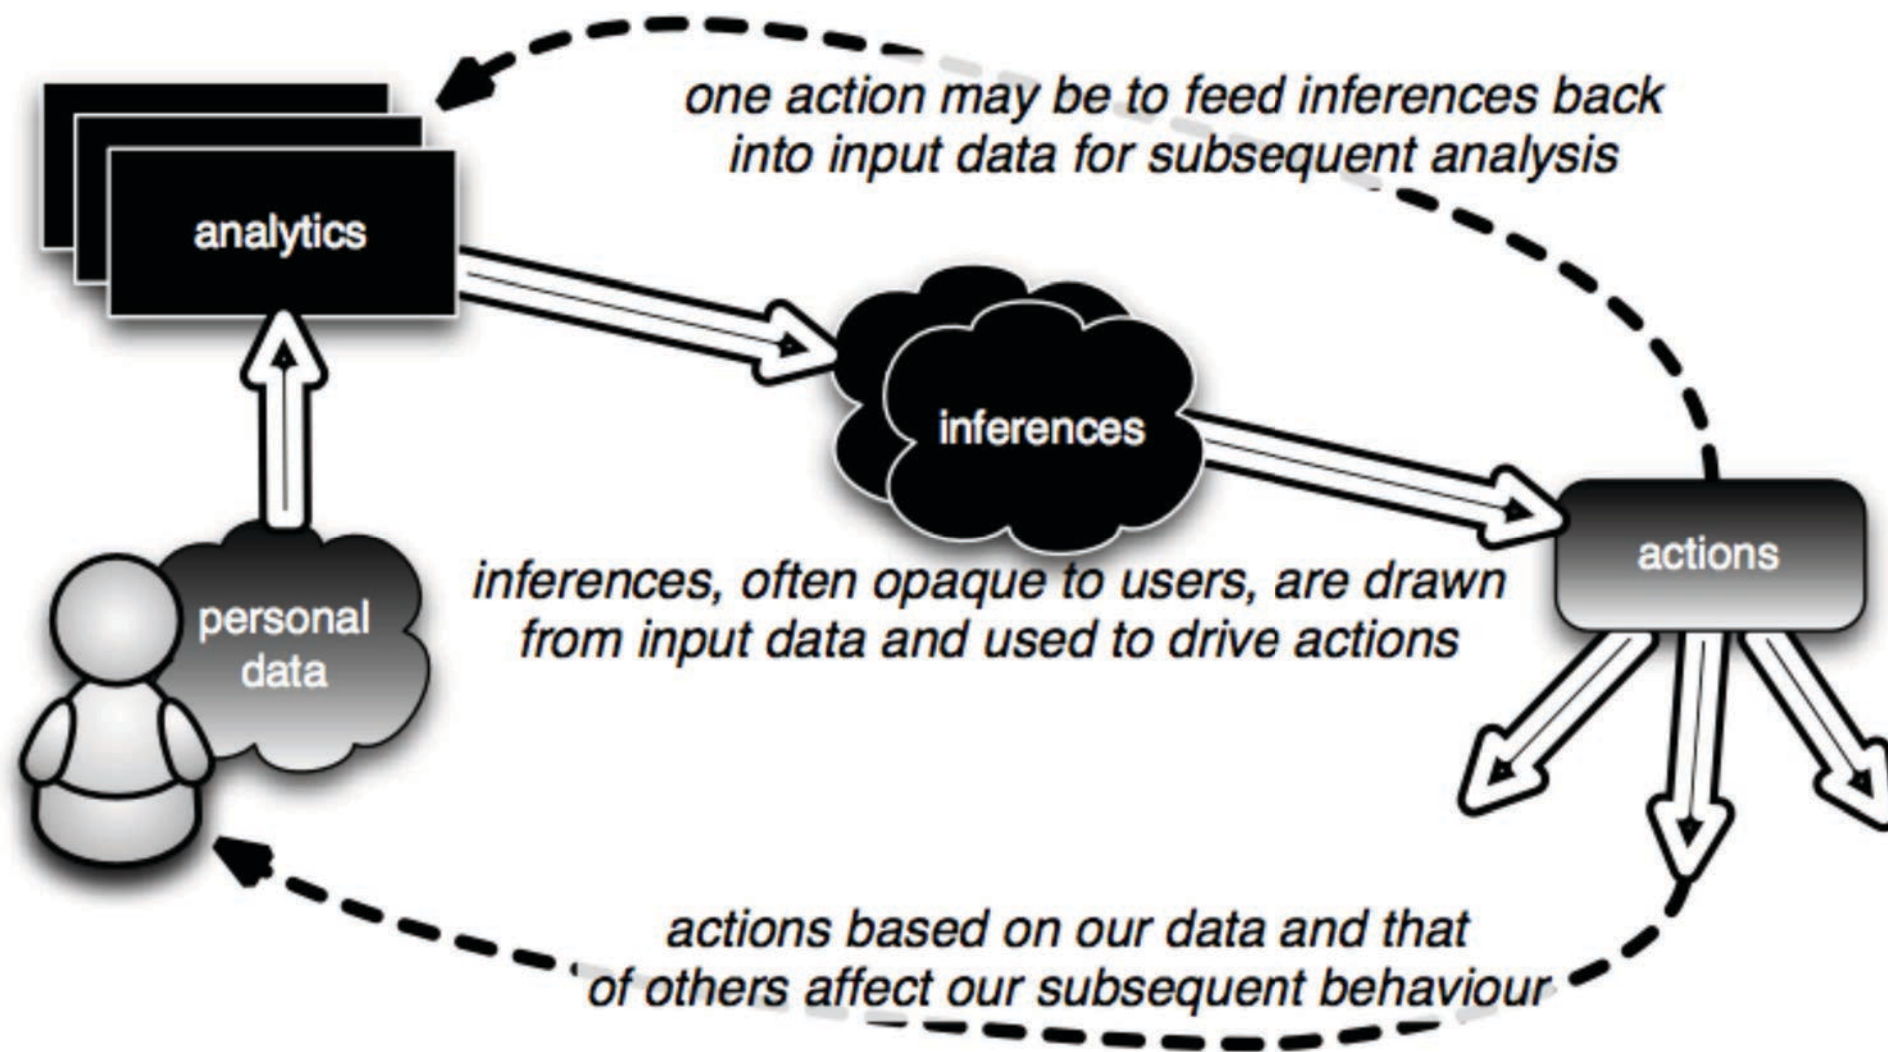 one action may be to feed inferences back
into input data for subsequent analysis
analytics
inferences
actions
inferences, often opaque to users, are drawn
from input data and used to drive actions
personal
data
actions based on our data and that
of others affect our subsequent behaviour